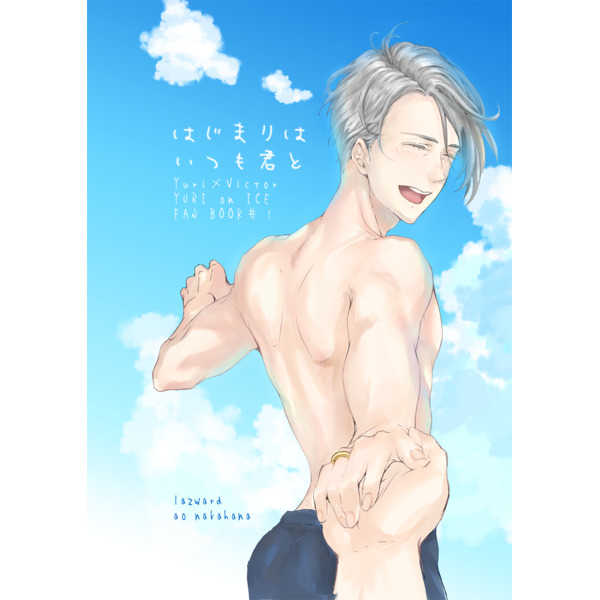 はじまりは
いつも君と
Yuri×Victor
YURI on ICE
FAN BOOK# 1
lazward
ao nakahana